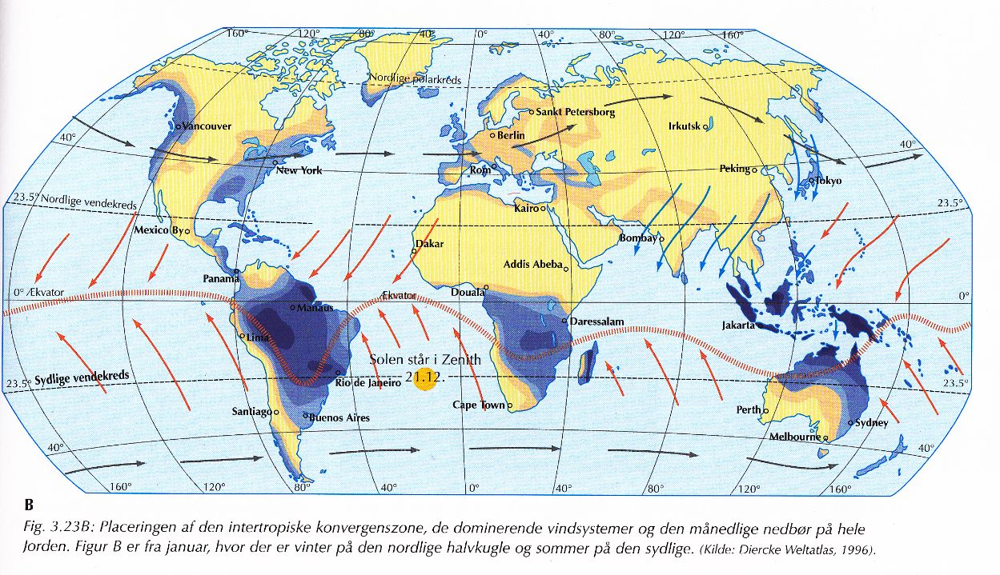 160° 120° 80° 40° 0° 40° 80° 120° 160°
Nordlige polarkreds
Sankt Petersborg
Vancouver
Irkutsk
Berlin
40°
40°
New York
Rom
Peking
Tokyo
23.5° Nordlige vendekreds
23.5°
Kairo
Mexico By
Bombay
Dakar
Addis Abeba
Panama
0° Ækvator
Ækvator
Douala
0°
Manaus
Daressalam
Jakarta
Lima
Solen står i Zenith
21.12.
23.5° Sydlige vendekreds
Rio de Janeiro
23.5°
Cape Town
Santiago
Buenos Aires
Perth
Sydney
Melbourne
40°
40°
160° 120° 80° 40° 0° 40° 80° 120° 160°
B
Fig. 3.23B: Placeringen af den intertropiske konvergenszone, de dominerende vindsystemer og den månedlige nedbør på hele
Jorden. Figur B er fra januar, hvor der er vinter på den nordlige halvkugle og sommer på den sydlige. (Kilde: Diercke Weltatlas, 1996).